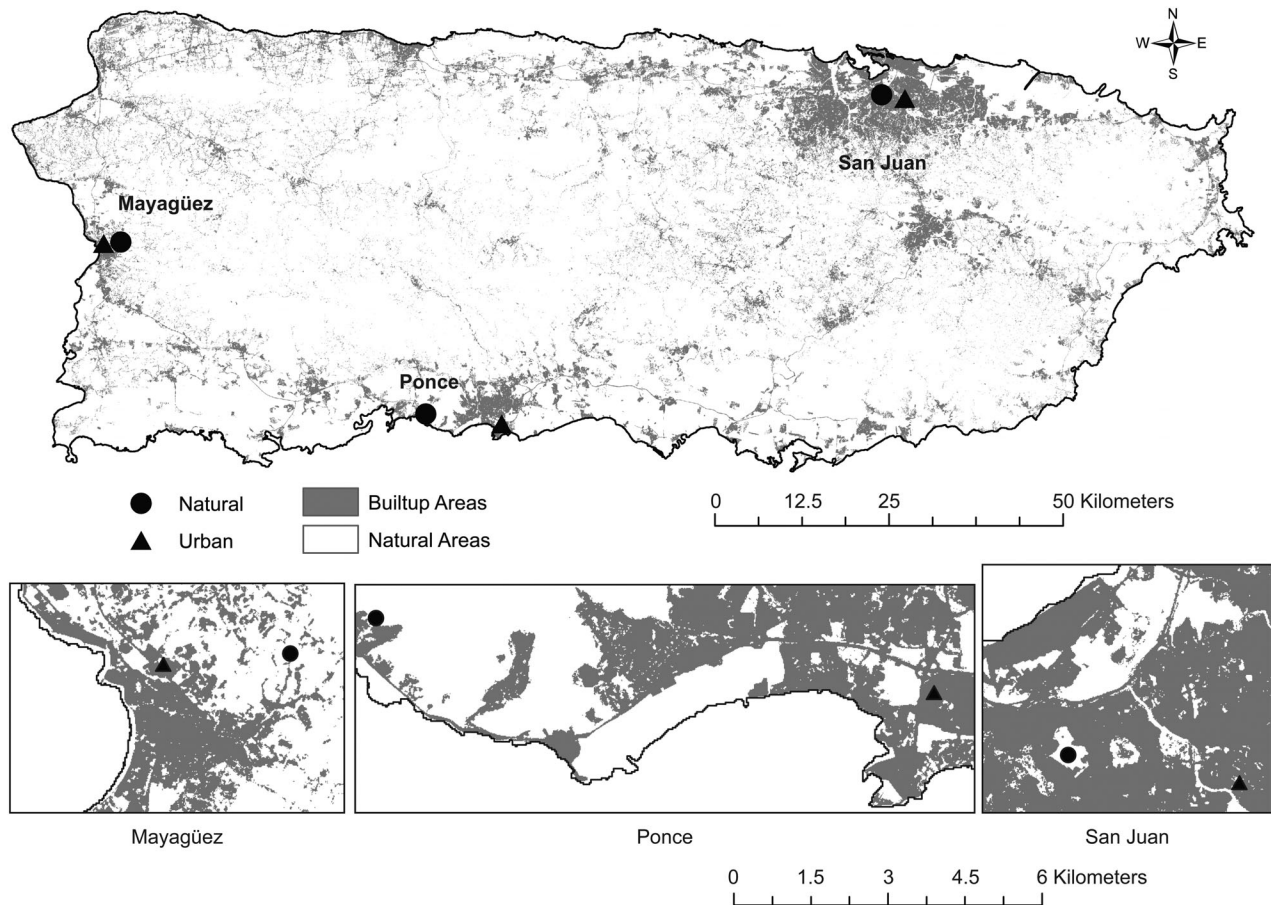 N
W E
S
San Juan
Mayagüez
Ponce
Natural
Builtup Areas
Urban
Natural Areas
0 12.5 25 50 Kilometers
Mayagüez
Ponce
San Juan
0 1.5 3 4.5 6 Kilometers